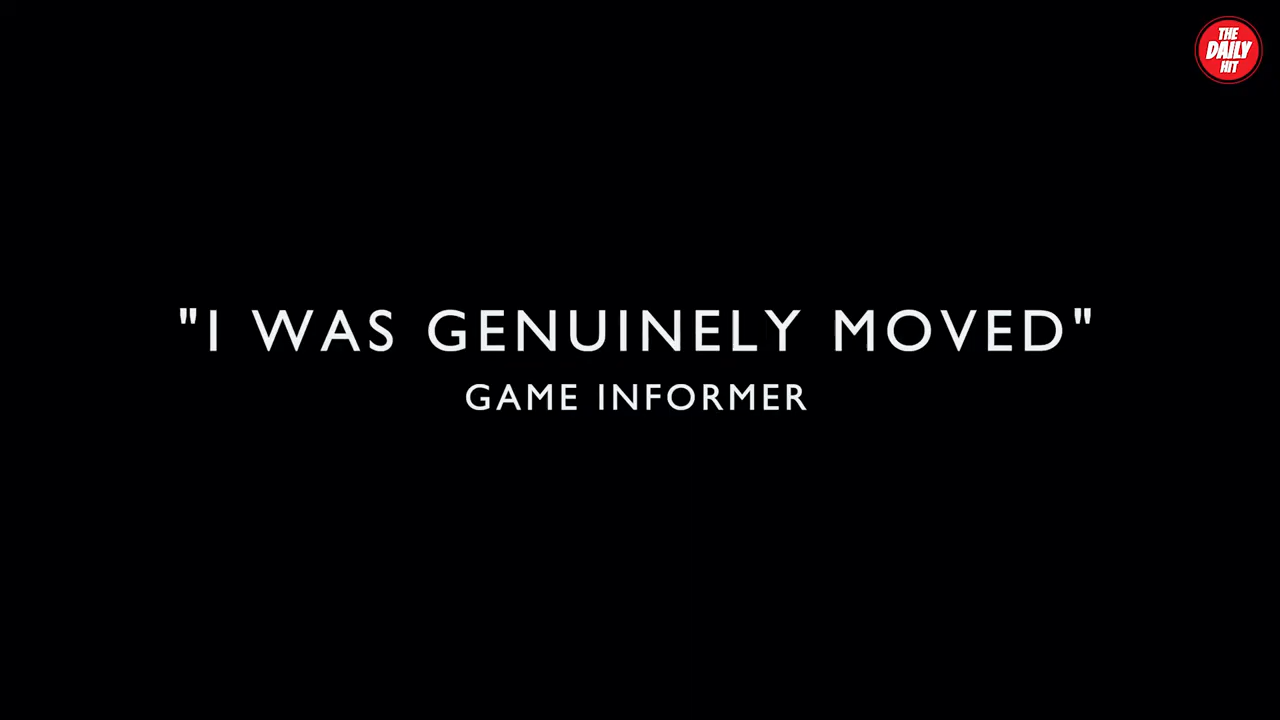 THE
DAILY
HIT
"I WAS GENUINELY MOVED"
GAME INFORMER